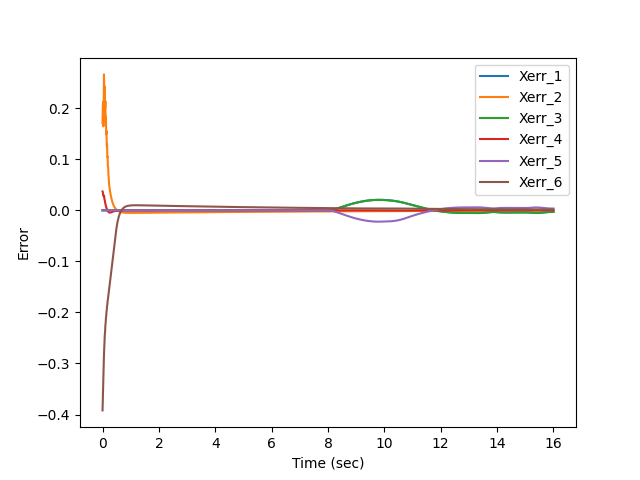 Xerr_1
Xerr_2
Xerr_3
Xerr_4
Xerr_5
Xerr_6
0.2
0.1
0.0
−0.1
−0.2
−0.3
−0.4
Error
0 2 4 6 8 10 12 14 16
Time (sec)